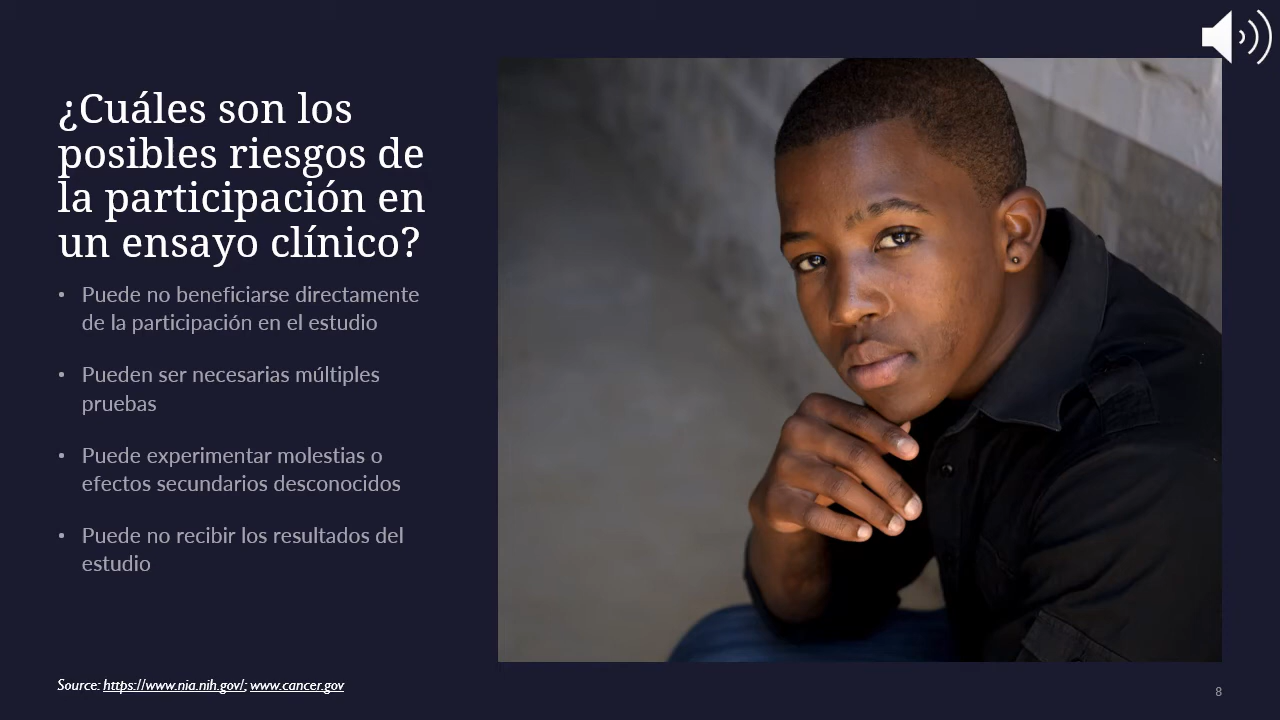 ¿Cuáles son los
posibles riesgos de
la participación en
un ensayo clínico?
• Puede no beneficiarse directamente
de la participación en el estudio
• Pueden ser necesarias múltiples
pruebas
• Puede experimentar molestias o
efectos secundarios desconocidos
• Puede no recibir los resultados del
estudio
Source: https://www.nia.nih.gov/; www.cancer.gov
8